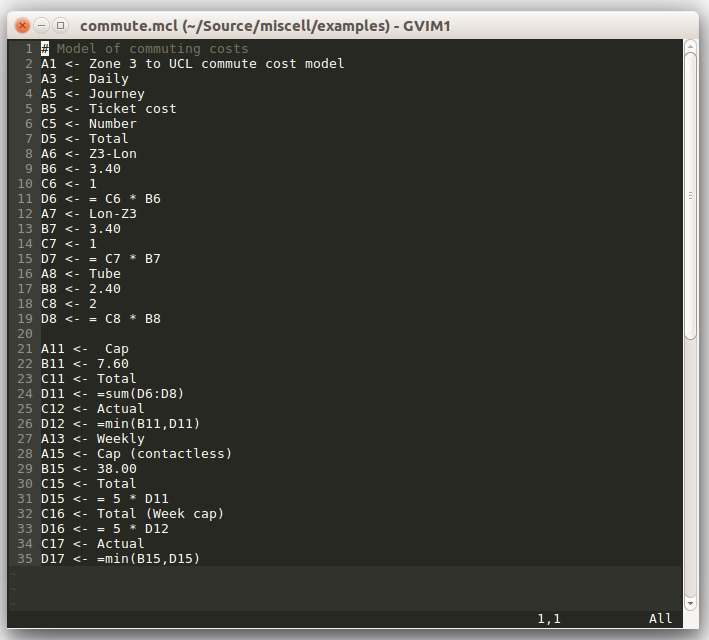 commute.mcl (~/Source/miscell/examples) - GVIM1
1 # Model of commuting costs
2 A1 <- Zone 3 to UCL commute cost model
3 A3 <- Daily
4 A5 <- Journey
5 B5 <- Ticket cost
6 C5 <- Number
7 D5 <- Total
8 A6 <- Z3-Lon
9 B6 <- 3.40
10 C6 <- 1
11 D6 <- = C6 * B6
12 A7 <- Lon-Z3
13 B7 <- 3.40
14 C7 <- 1
15 D7 <- = C7 * B7
16 A8 <- Tube
17 B8 <- 2.40
18 C8 <- 2
19 D8 <- = C8 * B8
20
21 A11 <-  Cap
22 B11 <- 7.60
23 C11 <- Total
24 D11 <- =sum(D6:D8)
25 C12 <- Actual
26 D12 <- =min(B11,D11)
27 A13 <- Weekly
28 A15 <- Cap (contactless)
29 B15 <- 38.00
30 C15 <- Total
31 D15 <- = 5 * D11
32 C16 <- Total (Week cap)
33 D16 <- = 5 * D12
34 C17 <- Actual
35 D17 <- =min(B15,D15)
~
~
~
1,1 All